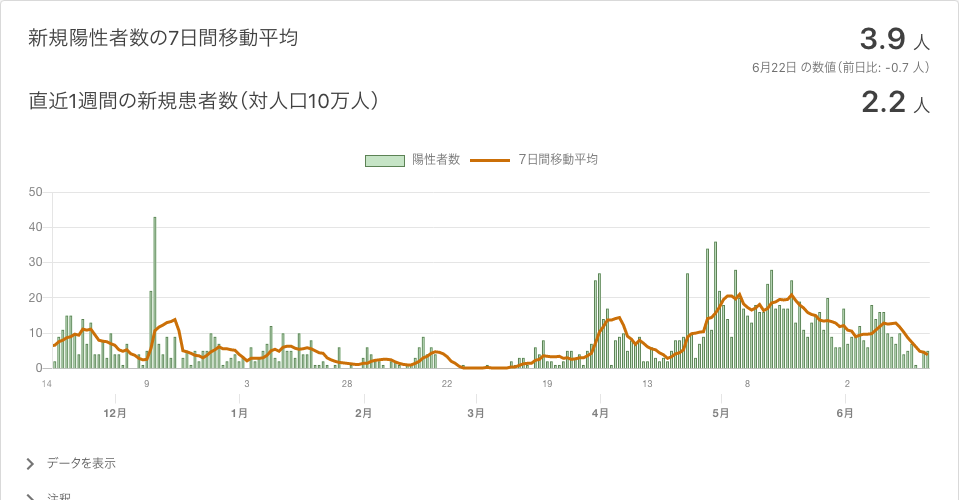 新規陽性者数の7日間移動平均
3.9 人
6月22日 の数値（前日比: -0.7 人）
直近1週間の新規患者数（対人口10万人）
2.2 人
陽性者数 7日間移動平均
50
40
30
20
10
0
14 9 3 28 22 19 13 8 2
12月 1月 2月 3月 4月 5月 6月
データを表示
注釈